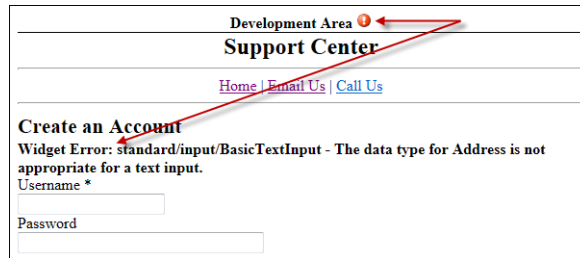 Development Area
Support Center
Home | Email Us | Call Us
Create an Account
Widget Error: standard/input/BasicTextInput - The data type for Address is not
appropriate for a text input.
Username *
Password